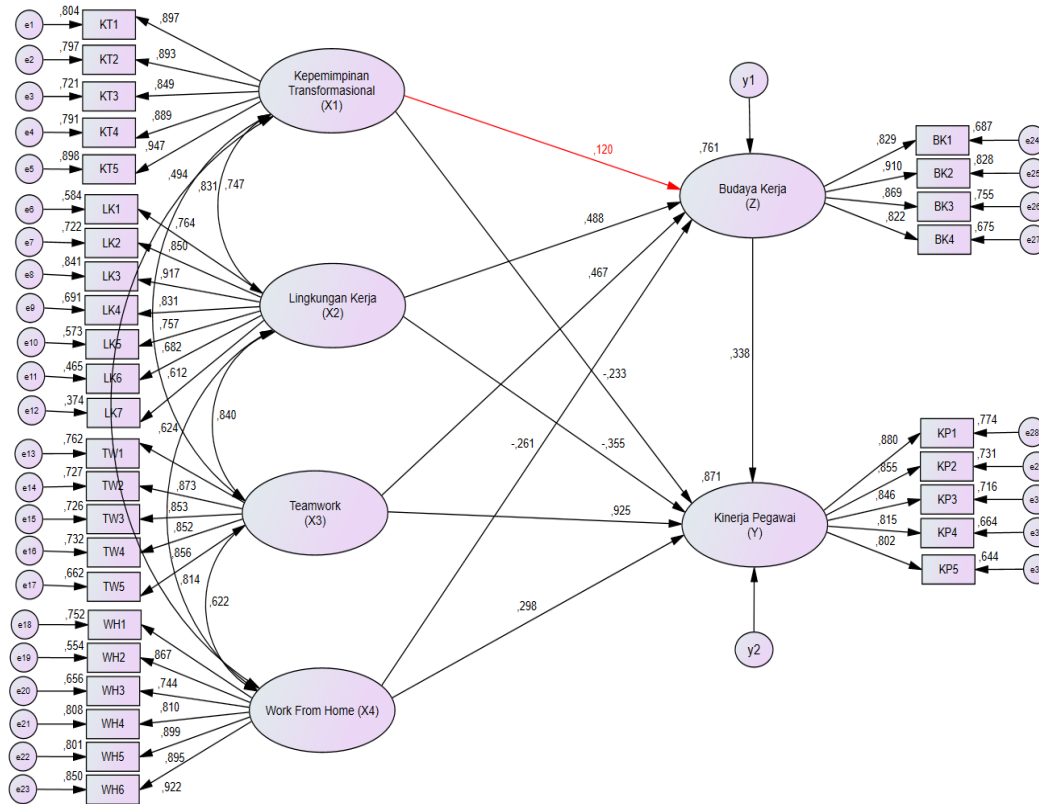 e1
,804
KT1
,897
e2
,797
KT2
,893
e3
,721
KT3
,849
e4
,791
KT4
,889
e5
,898
KT5
,947
Kepemimpinan
Transformasional
(X1)
,494
,831
,747
e6
,584
LK1
,764
e7
,722
LK2
,850
e8
,841
LK3
,917
e9
,691
LK4
,831
e10
,573
LK5
,757
e11
,465
LK6
,682
e12
,374
LK7
,612
Lingkungan Kerja
(X2)
,624
,840
e13
,762
TW1
,873
e14
,727
TW2
,853
e15
,726
TW3
,852
e16
,732
TW4
,856
e17
,662
TW5
,814
Teamwork
(X3)
,622
e18
,752
WH1
,867
e19
,554
WH2
,744
e20
,656
WH3
,810
e21
,808
WH4
,899
e22
,801
WH5
,895
e23
,850
WH6
,922
Work From Home (X4)
,120
,488
,467
-,233
-,261
-,355
,925
,298
,338
y1
,761
Budaya Kerja
(Z)
,829
BK1
,687
e24
,910
BK2
,828
e25
,869
BK3
,755
e26
,822
BK4
,675
e27
,871
Kinerja Pegawai
(Y)
,880
KP1
,774
e28
,855
KP2
,731
,846
KP3
,716
,815
KP4
,664
,802
KP5
,644
y2